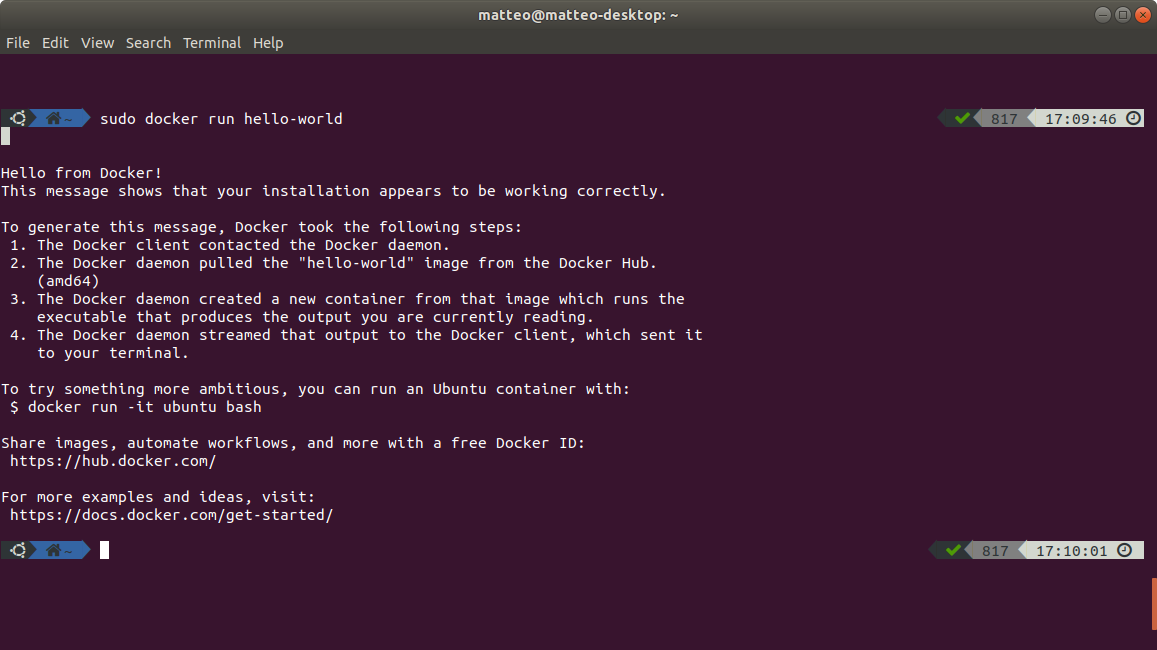 matteo@matteo-desktop: ~
File Edit View Search Terminal Help
~ sudo docker run hello-world 817 17:09:46
Hello from Docker!
This message shows that your installation appears to be working correctly.
To generate this message, Docker took the following steps:
1. The Docker client contacted the Docker daemon.
2. The Docker daemon pulled the "hello-world" image from the Docker Hub.
(amd64)
3. The Docker daemon created a new container from that image which runs the
executable that produces the output you are currently reading.
4. The Docker daemon streamed that output to the Docker client, which sent it
to your terminal.
To try something more ambitious, you can run an Ubuntu container with:
$ docker run -it ubuntu bash
Share images, automate workflows, and more with a free Docker ID:
https://hub.docker.com/
For more examples and ideas, visit:
https://docs.docker.com/get-started/
~ 817 17:10:01